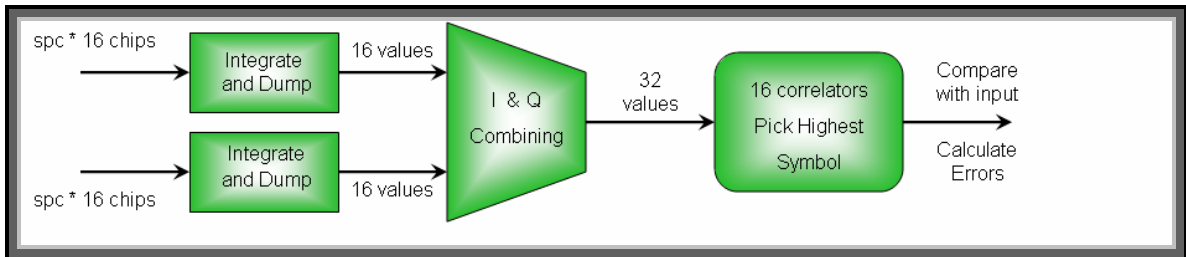 spc * 16 chips
Integrate
and Dump
16 values
spc * 16 chips
Integrate
and Dump
16 values
I & Q
Combining
32
values
16 correlators
Pick Highest
Symbol
Compare
with input
Calculate
Errors